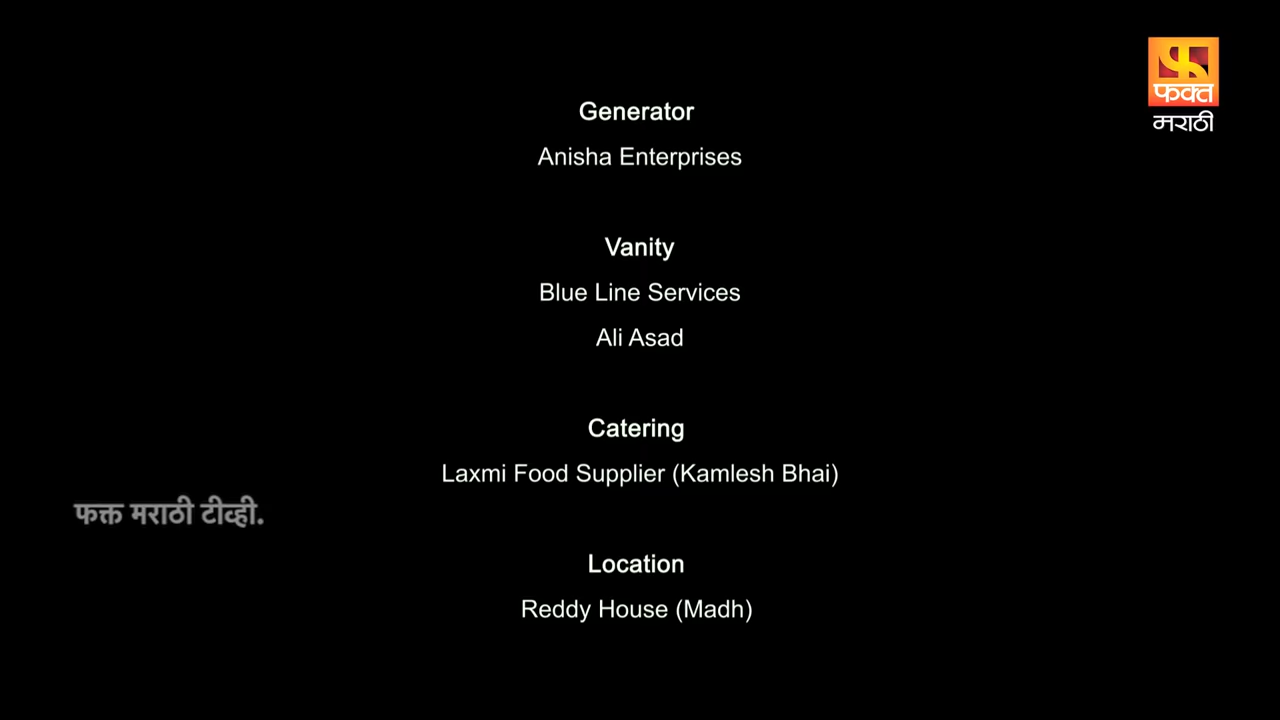 फक्त
मराठी
Generator
Anisha Enterprises
Vanity
Blue Line Services
Ali Asad
Catering
Laxmi Food Supplier (Kamlesh Bhai)
फक्त मराठी टीव्ही.
Location
Reddy House (Madh)